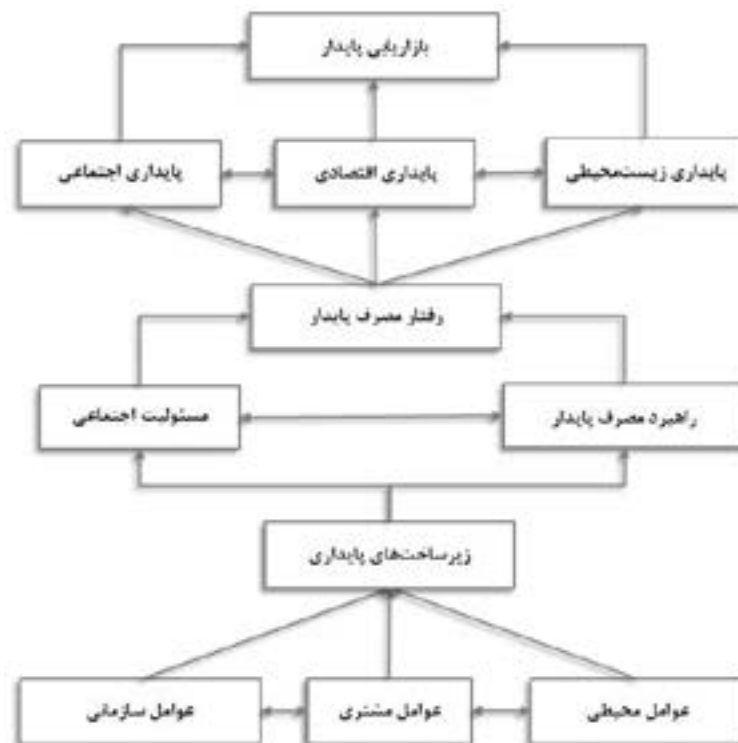 بازاریابی پایدار
پایداری زیست‌محیطی
پایداری اقتصادی
پایداری اجتماعی
رفتار مصرف پایدار
راهبرد مصرف پایدار
مسئولیت اجتماعی
زیرساخت‌های پایداری
عوامل محیطی
عوامل مشتری
عوامل سازمانی